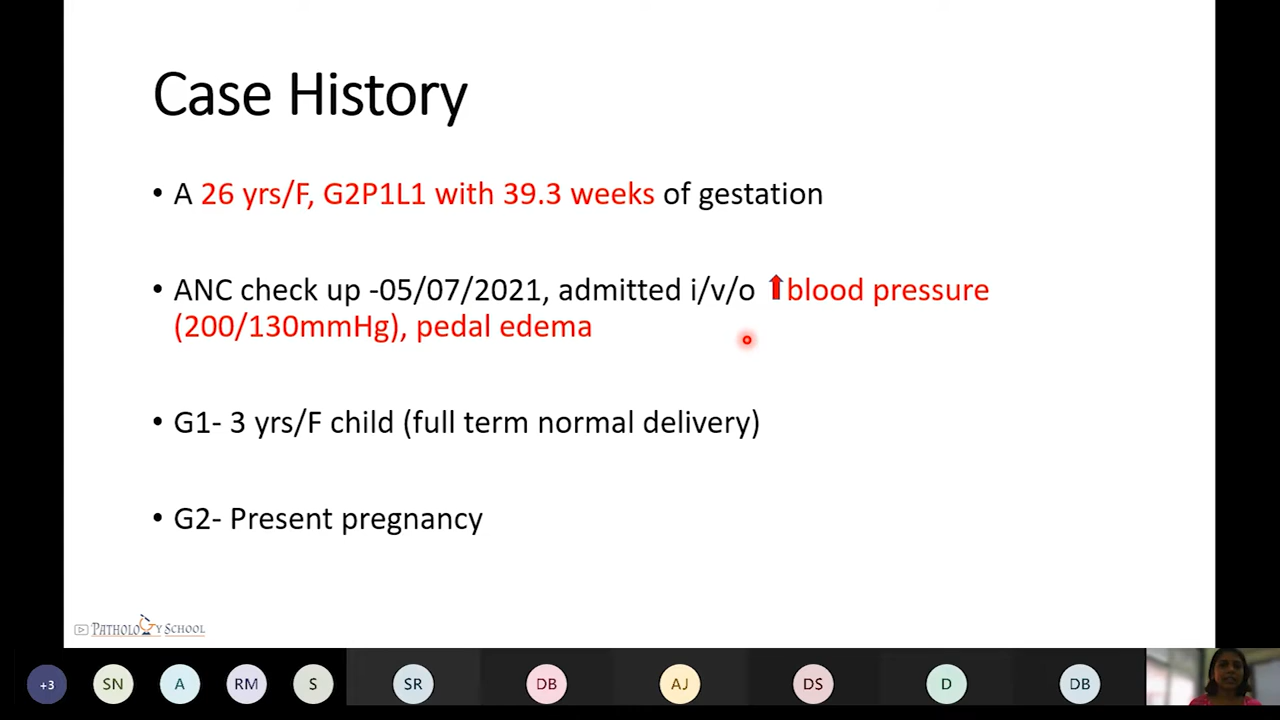 Case History
• A 26 yrs/F, G2P1L1 with 39.3 weeks of gestation
• ANC check up -05/07/2021, admitted i/v/o ⬆blood pressure
(200/130mmHg), pedal edema
• G1- 3 yrs/F child (full term normal delivery)
• G2- Present pregnancy
PATHOLOGY SCHOOL
+3 SN A RM S SR DB AJ DS D DB